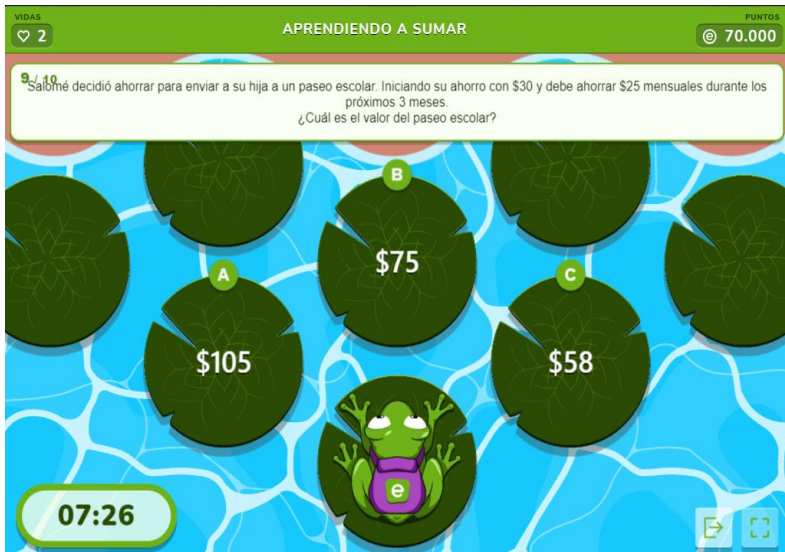 VIDAS
2
APRENDIENDO A SUMAR
PUNTOS
70.000
9 / 10
Salomé decidió ahorrar para enviar a su hija a un paseo escolar. Iniciando su ahorro con $30 y debe ahorrar $25 mensuales durante los
próximos 3 meses.
¿Cuál es el valor del paseo escolar?
B
$75
A
$105
C
$58
e
07:26